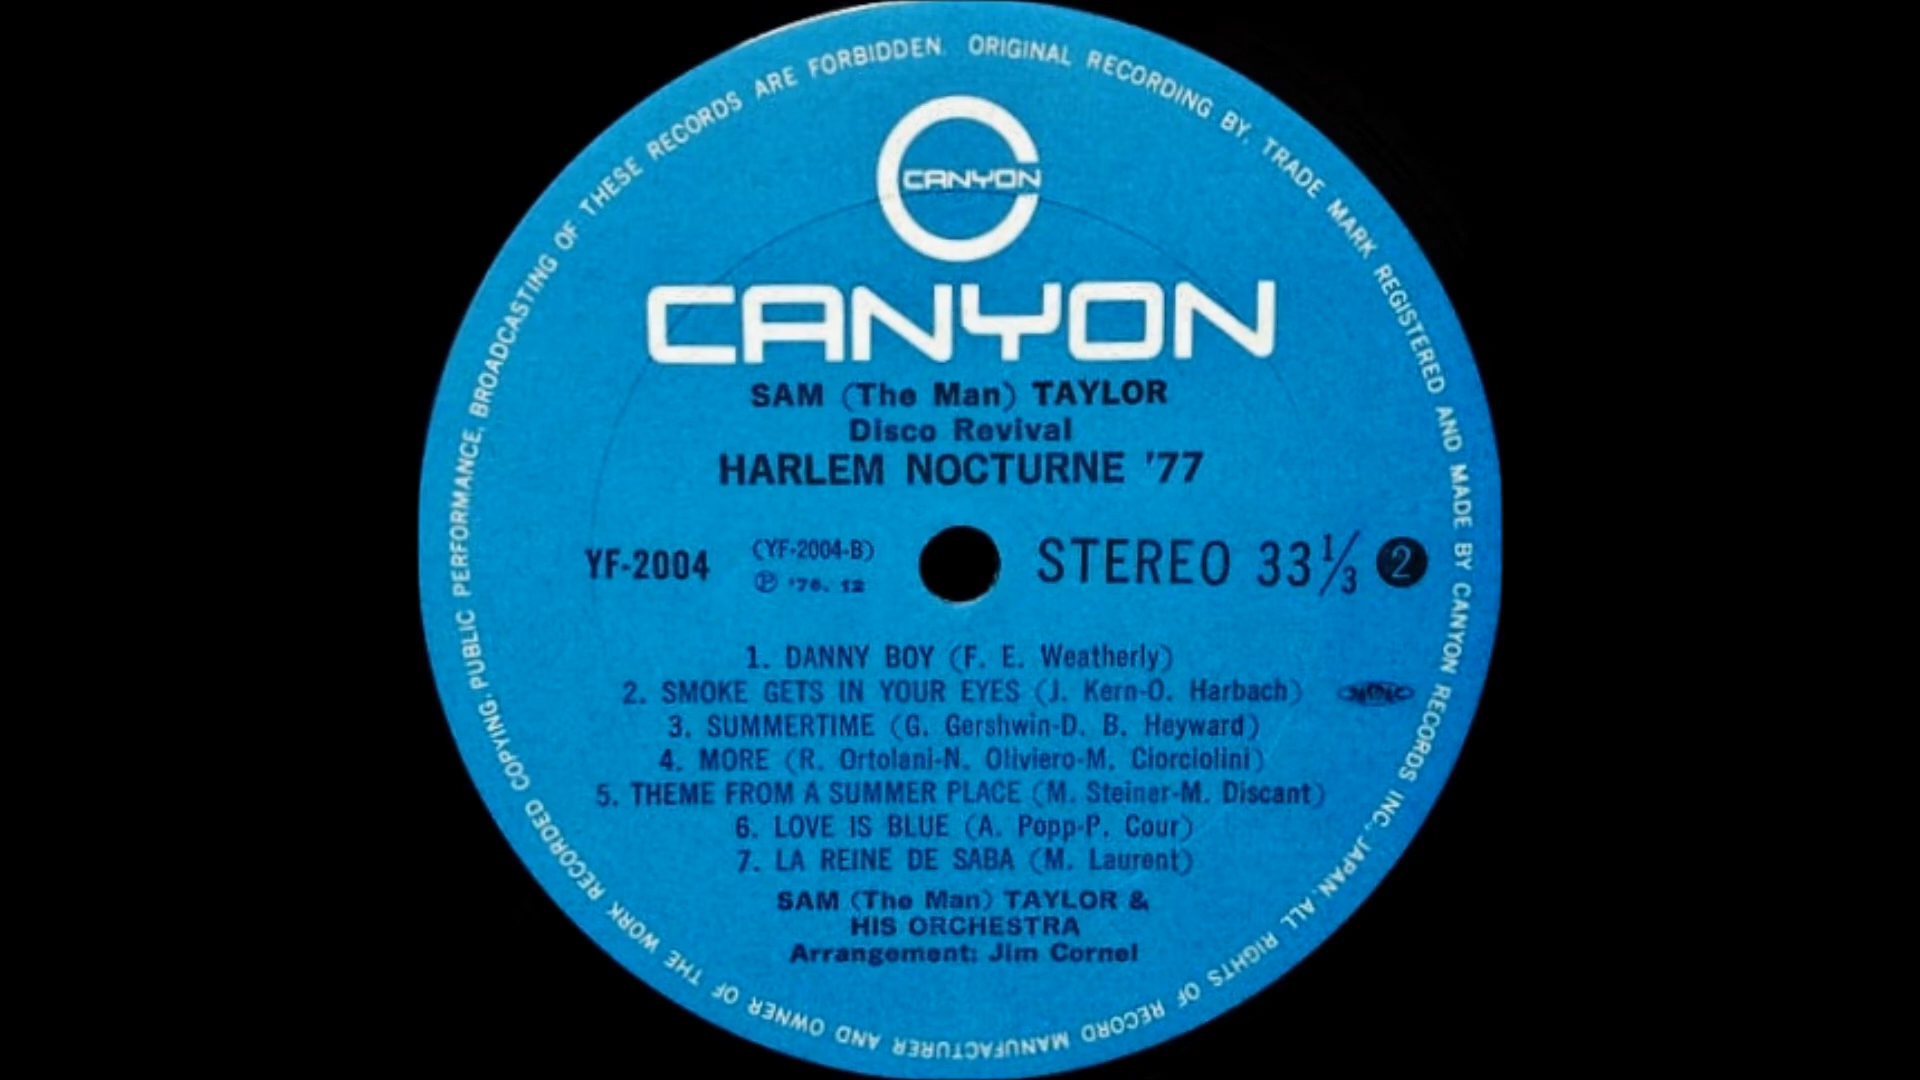 ORIGINAL RECORDING BY, TRADE MARK REGISTERED AND MADE BY CANYON RECORDS INC., JAPAN. ALL RIGHTS OF RECORD MANUFACTURER AND OWNER OF THE WORK RECORDED COPYING, PUBLIC PERFORMANCE, BROADCASTING OF THESE RECORDS ARE FORBIDDEN.
CANYON
CANYON
SAM (The Man) TAYLOR
Disco Revival
HARLEM NOCTURNE '77
YF-2004 (YF-2004-B) STEREO 33 1/3 2
Ⓟ '76. 12
1. DANNY BOY (F. E. Weatherly)
2. SMOKE GETS IN YOUR EYES (J. Kern-O. Harbach)
3. SUMMERTIME (G. Gershwin-D. B. Heyward)
4. MORE (R. Ortolani-N. Oliviero-M. Ciorciolini)
5. THEME FROM A SUMMER PLACE (M. Steiner-M. Discant)
6. LOVE IS BLUE (A. Popp-P. Cour)
7. LA REINE DE SABA (M. Laurent)
SAM (The Man) TAYLOR &
HIS ORCHESTRA
Arrangement: Jim Cornel